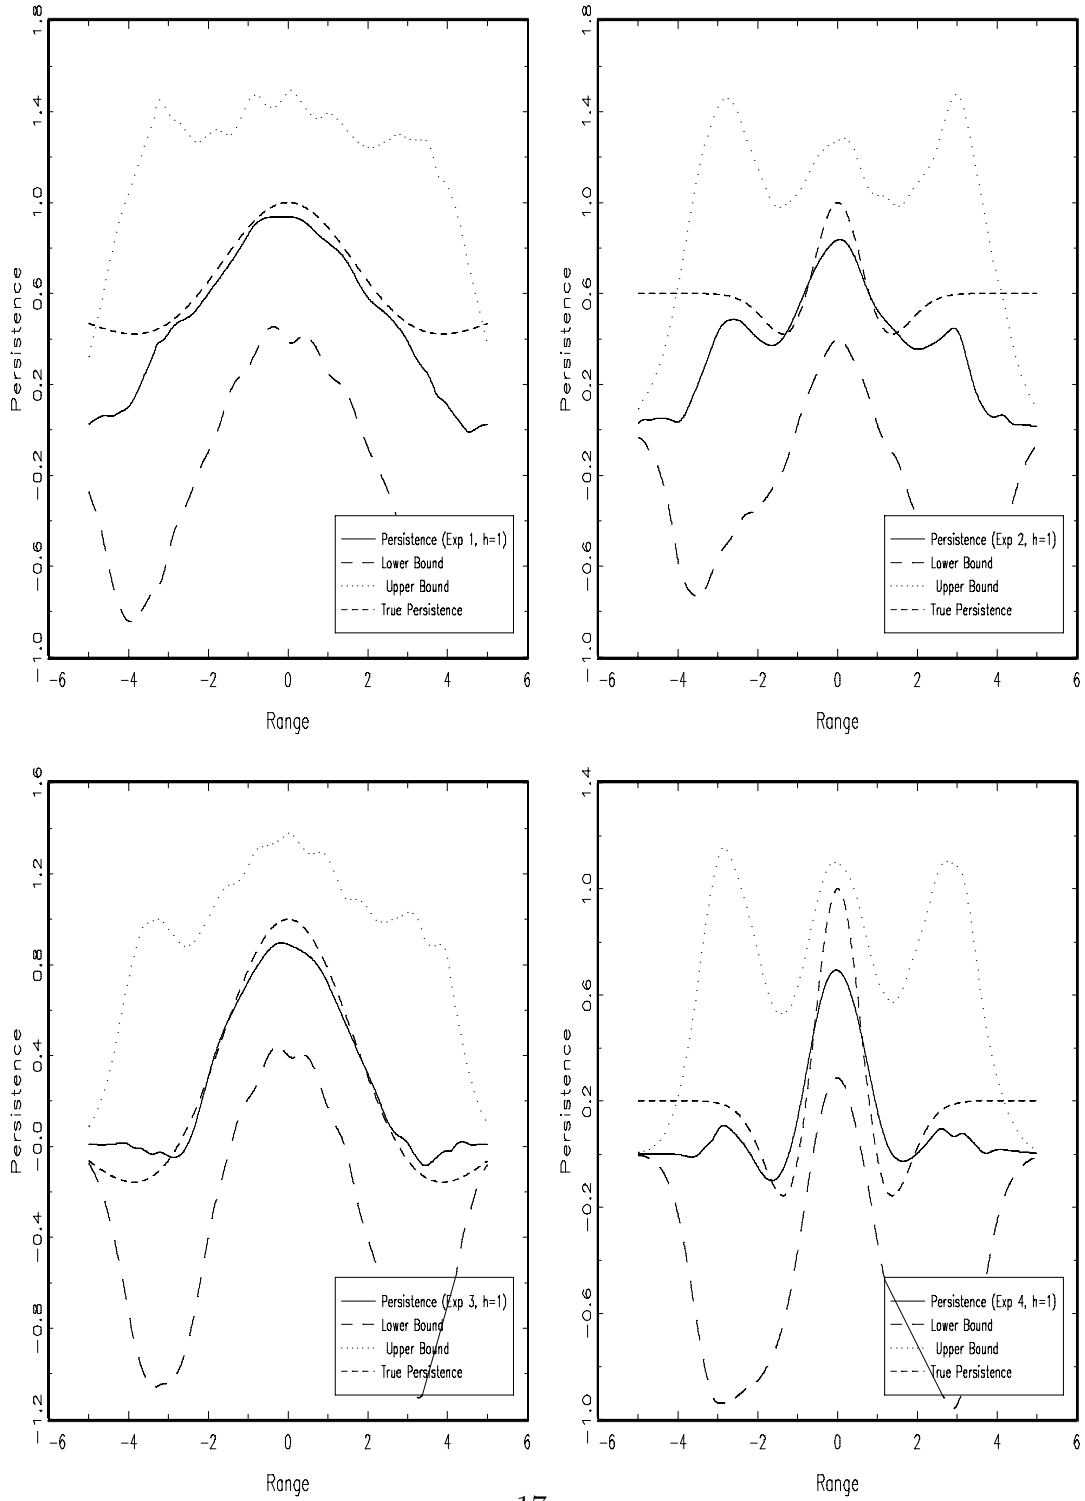 1.8
1.4
1.0
0.6
0.2
−0.2
−0.6
−1.0
Persistence
Persistence (Exp 1, h=1)
Lower Bound
Upper Bound
True Persistence
−6 −4 −2 0 2 4 6
Range
1.8
1.4
1.0
0.6
0.2
−0.2
−0.6
−1.0
Persistence
Persistence (Exp 2, h=1)
Lower Bound
Upper Bound
True Persistence
−6 −4 −2 0 2 4 6
Range
1.6
1.2
0.8
0.4
−0.0
−0.4
−0.8
−1.2
Persistence
Persistence (Exp 3, h=1)
Lower Bound
Upper Bound
True Persistence
−6 −4 −2 0 2 4 6
Range
1.4
1.0
0.6
0.2
−0.2
−0.6
−1.0
Persistence
Persistence (Exp 4, h=1)
Lower Bound
Upper Bound
True Persistence
−6 −4 −2 0 2 4 6
Range
17